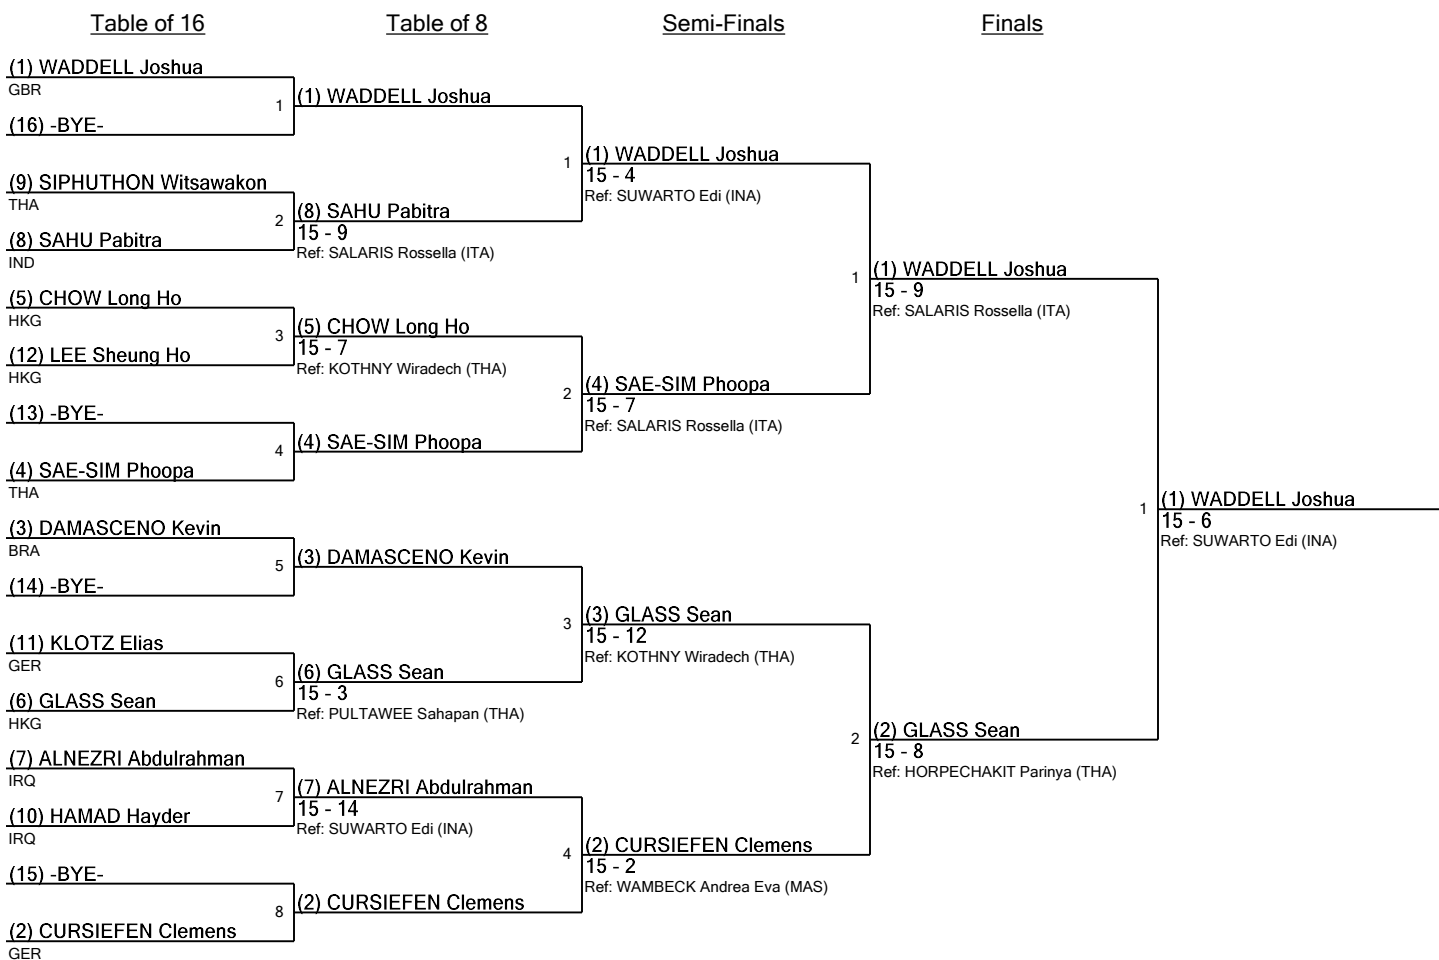 Table of 16
Table of 8
Semi-Finals
Finals
(1) WADDELL Joshua
GBR
1
(16) -BYE-
(9) SIPHUTHON Witsawakon
THA
2
(8) SAHU Pabitra
IND
(5) CHOW Long Ho
HKG
3
(12) LEE Sheung Ho
HKG
(13) -BYE-
4
(4) SAE-SIM Phoopa
THA
(3) DAMASCENO Kevin
BRA
5
(14) -BYE-
(11) KLOTZ Elias
GER
6
(6) GLASS Sean
HKG
(7) ALNEZRI Abdulrahman
IRQ
7
(10) HAMAD Hayder
IRQ
(15) -BYE-
8
(2) CURSIEFEN Clemens
GER
(1) WADDELL Joshua
1
(8) SAHU Pabitra
15 - 9
Ref: SALARIS Rossella (ITA)
(5) CHOW Long Ho
15 - 7
Ref: KOTHNY Wiradech (THA)
2
(4) SAE-SIM Phoopa
(3) DAMASCENO Kevin
3
(6) GLASS Sean
15 - 3
Ref: PULTAWEE Sahapan (THA)
(7) ALNEZRI Abdulrahman
15 - 14
Ref: SUWARTO Edi (INA)
4
(2) CURSIEFEN Clemens
(1) WADDELL Joshua
15 - 4
Ref: SUWARTO Edi (INA)
1
(4) SAE-SIM Phoopa
15 - 7
Ref: SALARIS Rossella (ITA)
(3) GLASS Sean
15 - 12
Ref: KOTHNY Wiradech (THA)
2
(2) CURSIEFEN Clemens
15 - 2
Ref: WAMBECK Andrea Eva (MAS)
(1) WADDELL Joshua
15 - 9
Ref: SALARIS Rossella (ITA)
1
(2) GLASS Sean
15 - 8
Ref: HORPECHAKIT Parinya (THA)
(1) WADDELL Joshua
15 - 6
Ref: SUWARTO Edi (INA)